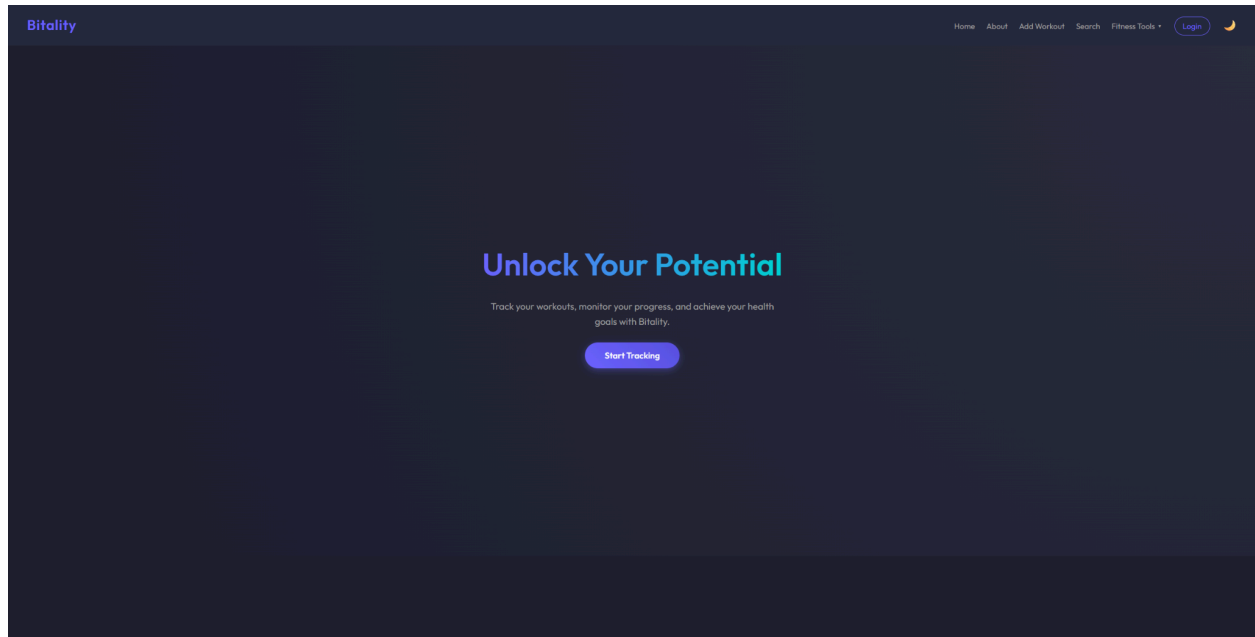 Bitality
Home About Add Workout Search Fitness Tools ▾ Login
Unlock Your Potential
Track your workouts, monitor your progress, and achieve your health
goals with Bitality.
Start Tracking